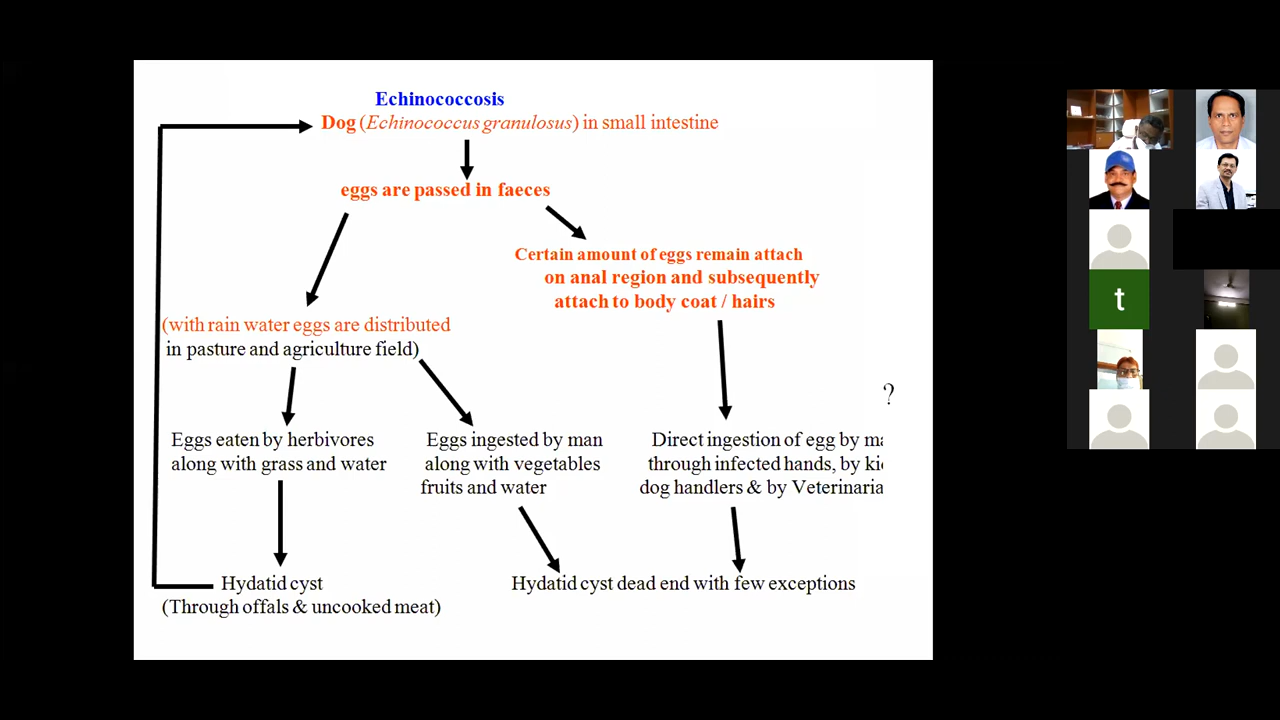 Echinococcosis
Dog (Echinococcus granulosus) in small intestine
eggs are passed in faeces
Certain amount of eggs remain attach
on anal region and subsequently
attach to body coat / hairs
(with rain water eggs are distributed
in pasture and agriculture field)
?
Eggs eaten by herbivores
along with grass and water
Eggs ingested by man
along with vegetables
fruits and water
Direct ingestion of egg by
through infected hands, by
dog handlers & by
Hydatid cyst
(Through offals & uncooked meat)
Hydatid cyst dead end with few exceptions
t